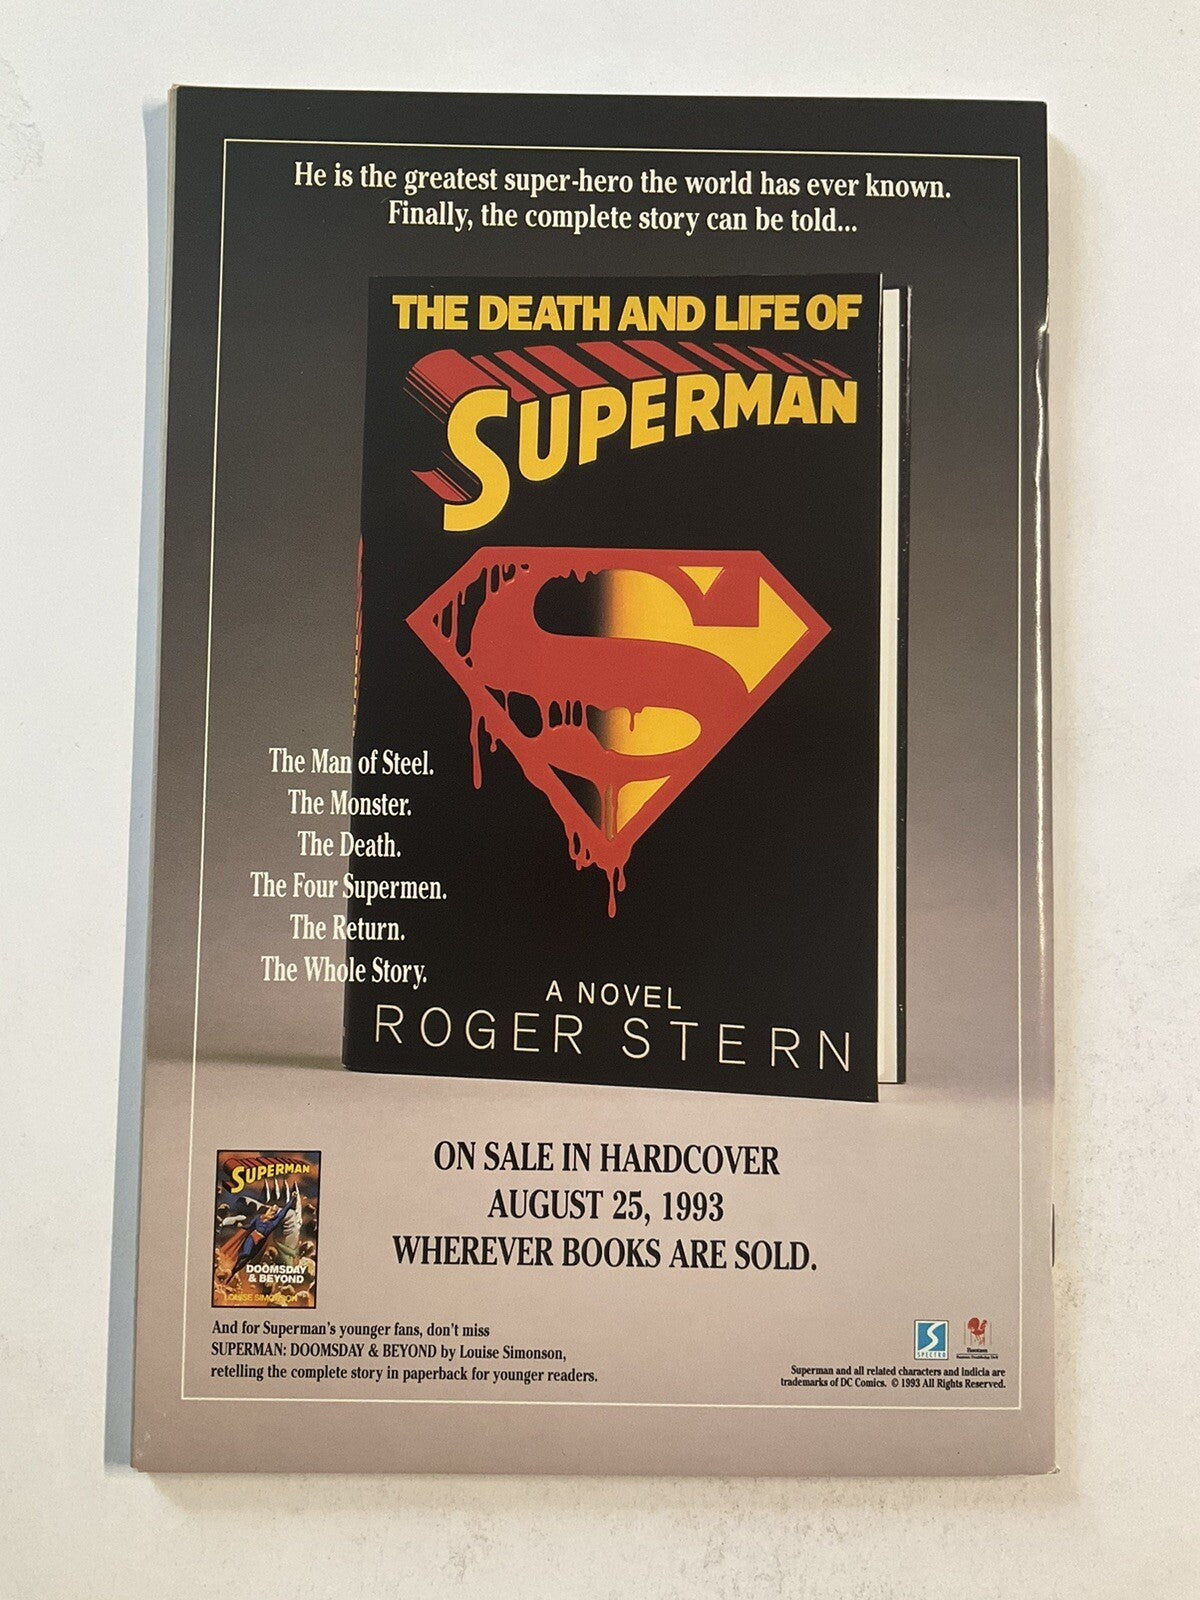 He is the greatest super-hero the world has ever known.
Finally, the complete story can be told...
THE DEATH AND LIFE OF
SUPERMAN
The Man of Steel.
The Monster.
The Death.
The Four Supermen.
The Return.
The Whole Story.
A NOVEL
ROGER STERN
ON SALE IN HARDCOVER
AUGUST 25, 1993
WHEREVER BOOKS ARE SOLD.
SUPERMAN
DOOMSDAY
& BEYOND
LOUISE SIMONSON
And for Superman's younger fans, don't miss
SUPERMAN: DOOMSDAY & BEYOND by Louise Simonson,
retelling the complete story in paperback for younger readers.
SPECTRA
Bantam
Superman and all related characters and indicia are
trademarks of DC Comics. © 1993 All Rights Reserved.